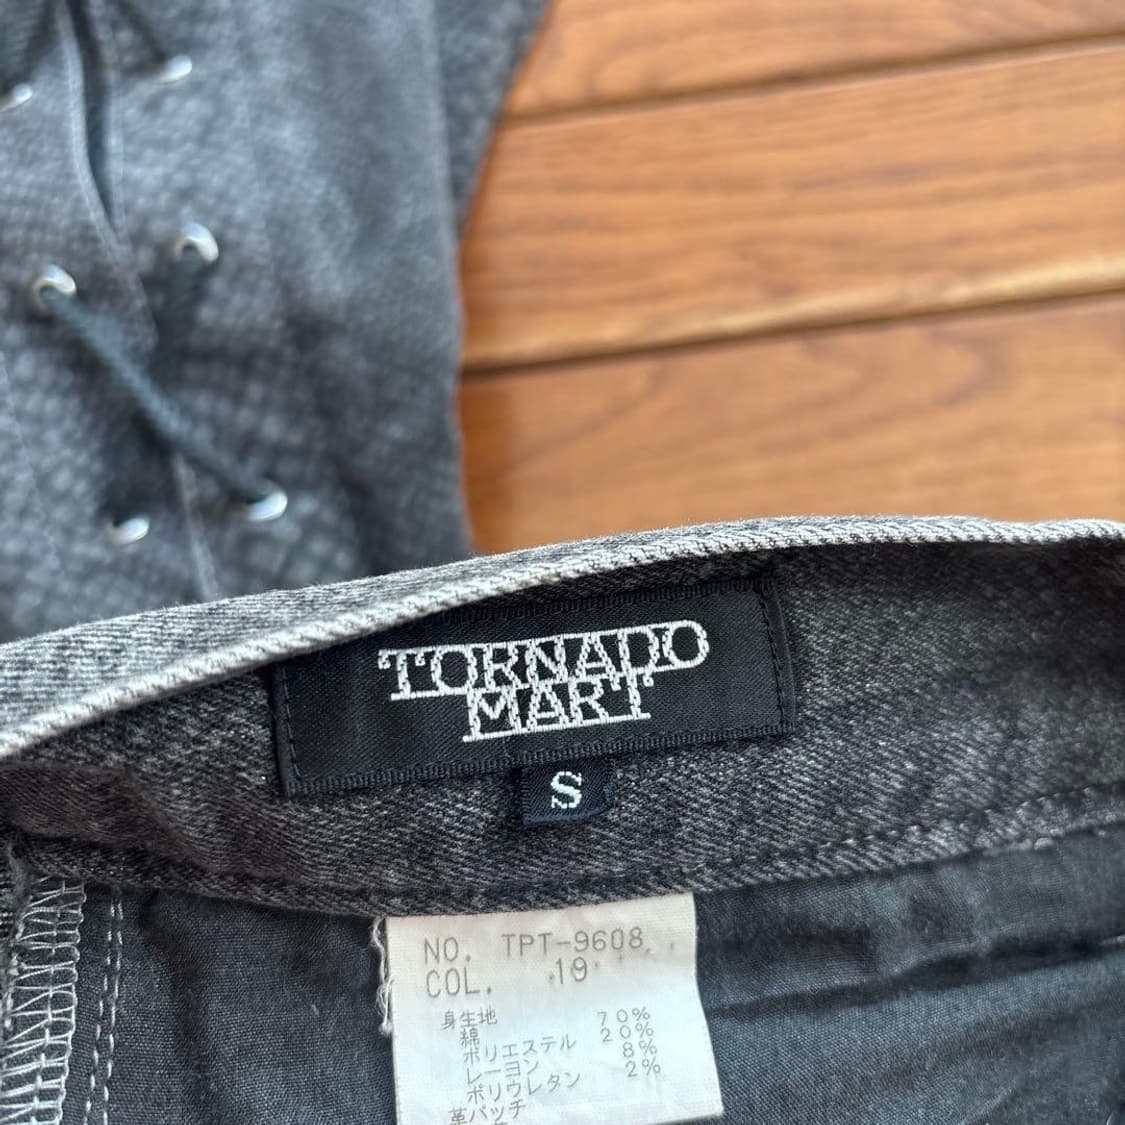 TORNADO
MART
S
NO. TPT-9608
COL. 19
身生地
綿 70%
ポリエステル 20%
レーヨン 8%
ポリウレタン 2%
革パッチ